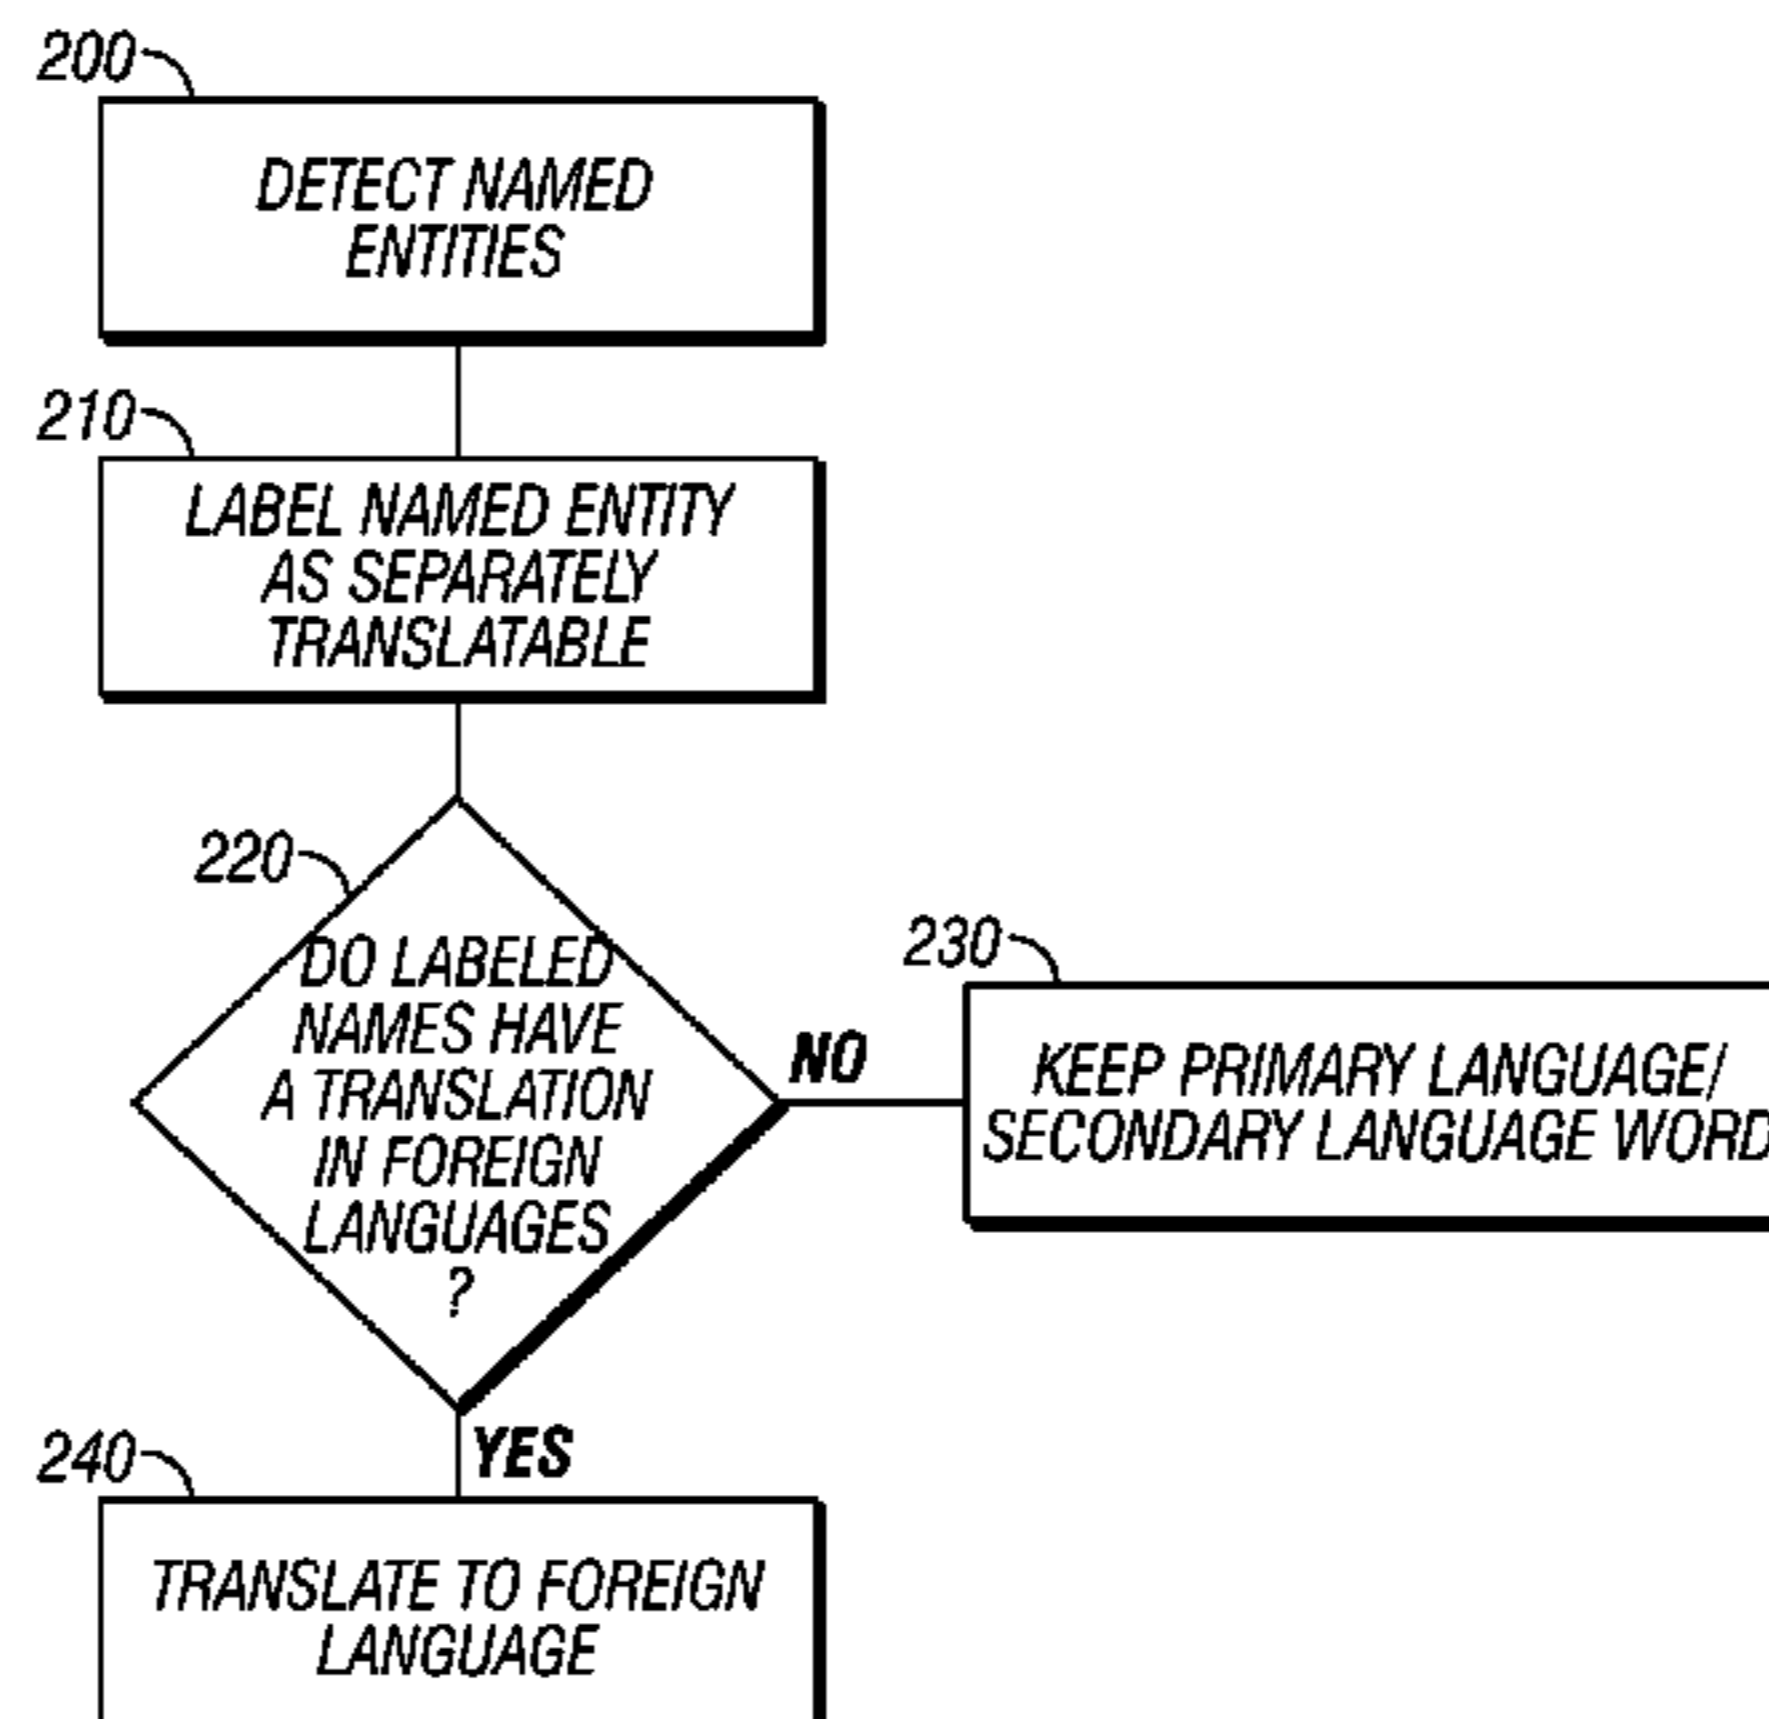 200
DETECT NAMED
ENTITIES
210
LABEL NAMED ENTITY
AS SEPARATELY
TRANSLATABLE
220
DO LABELED
NAMES HAVE
A TRANSLATION
IN FOREIGN
LANGUAGES
?
NO
230
KEEP PRIMARY LANGUAGE/
SECONDARY LANGUAGE WORD
YES
240
TRANSLATE TO FOREIGN
LANGUAGE